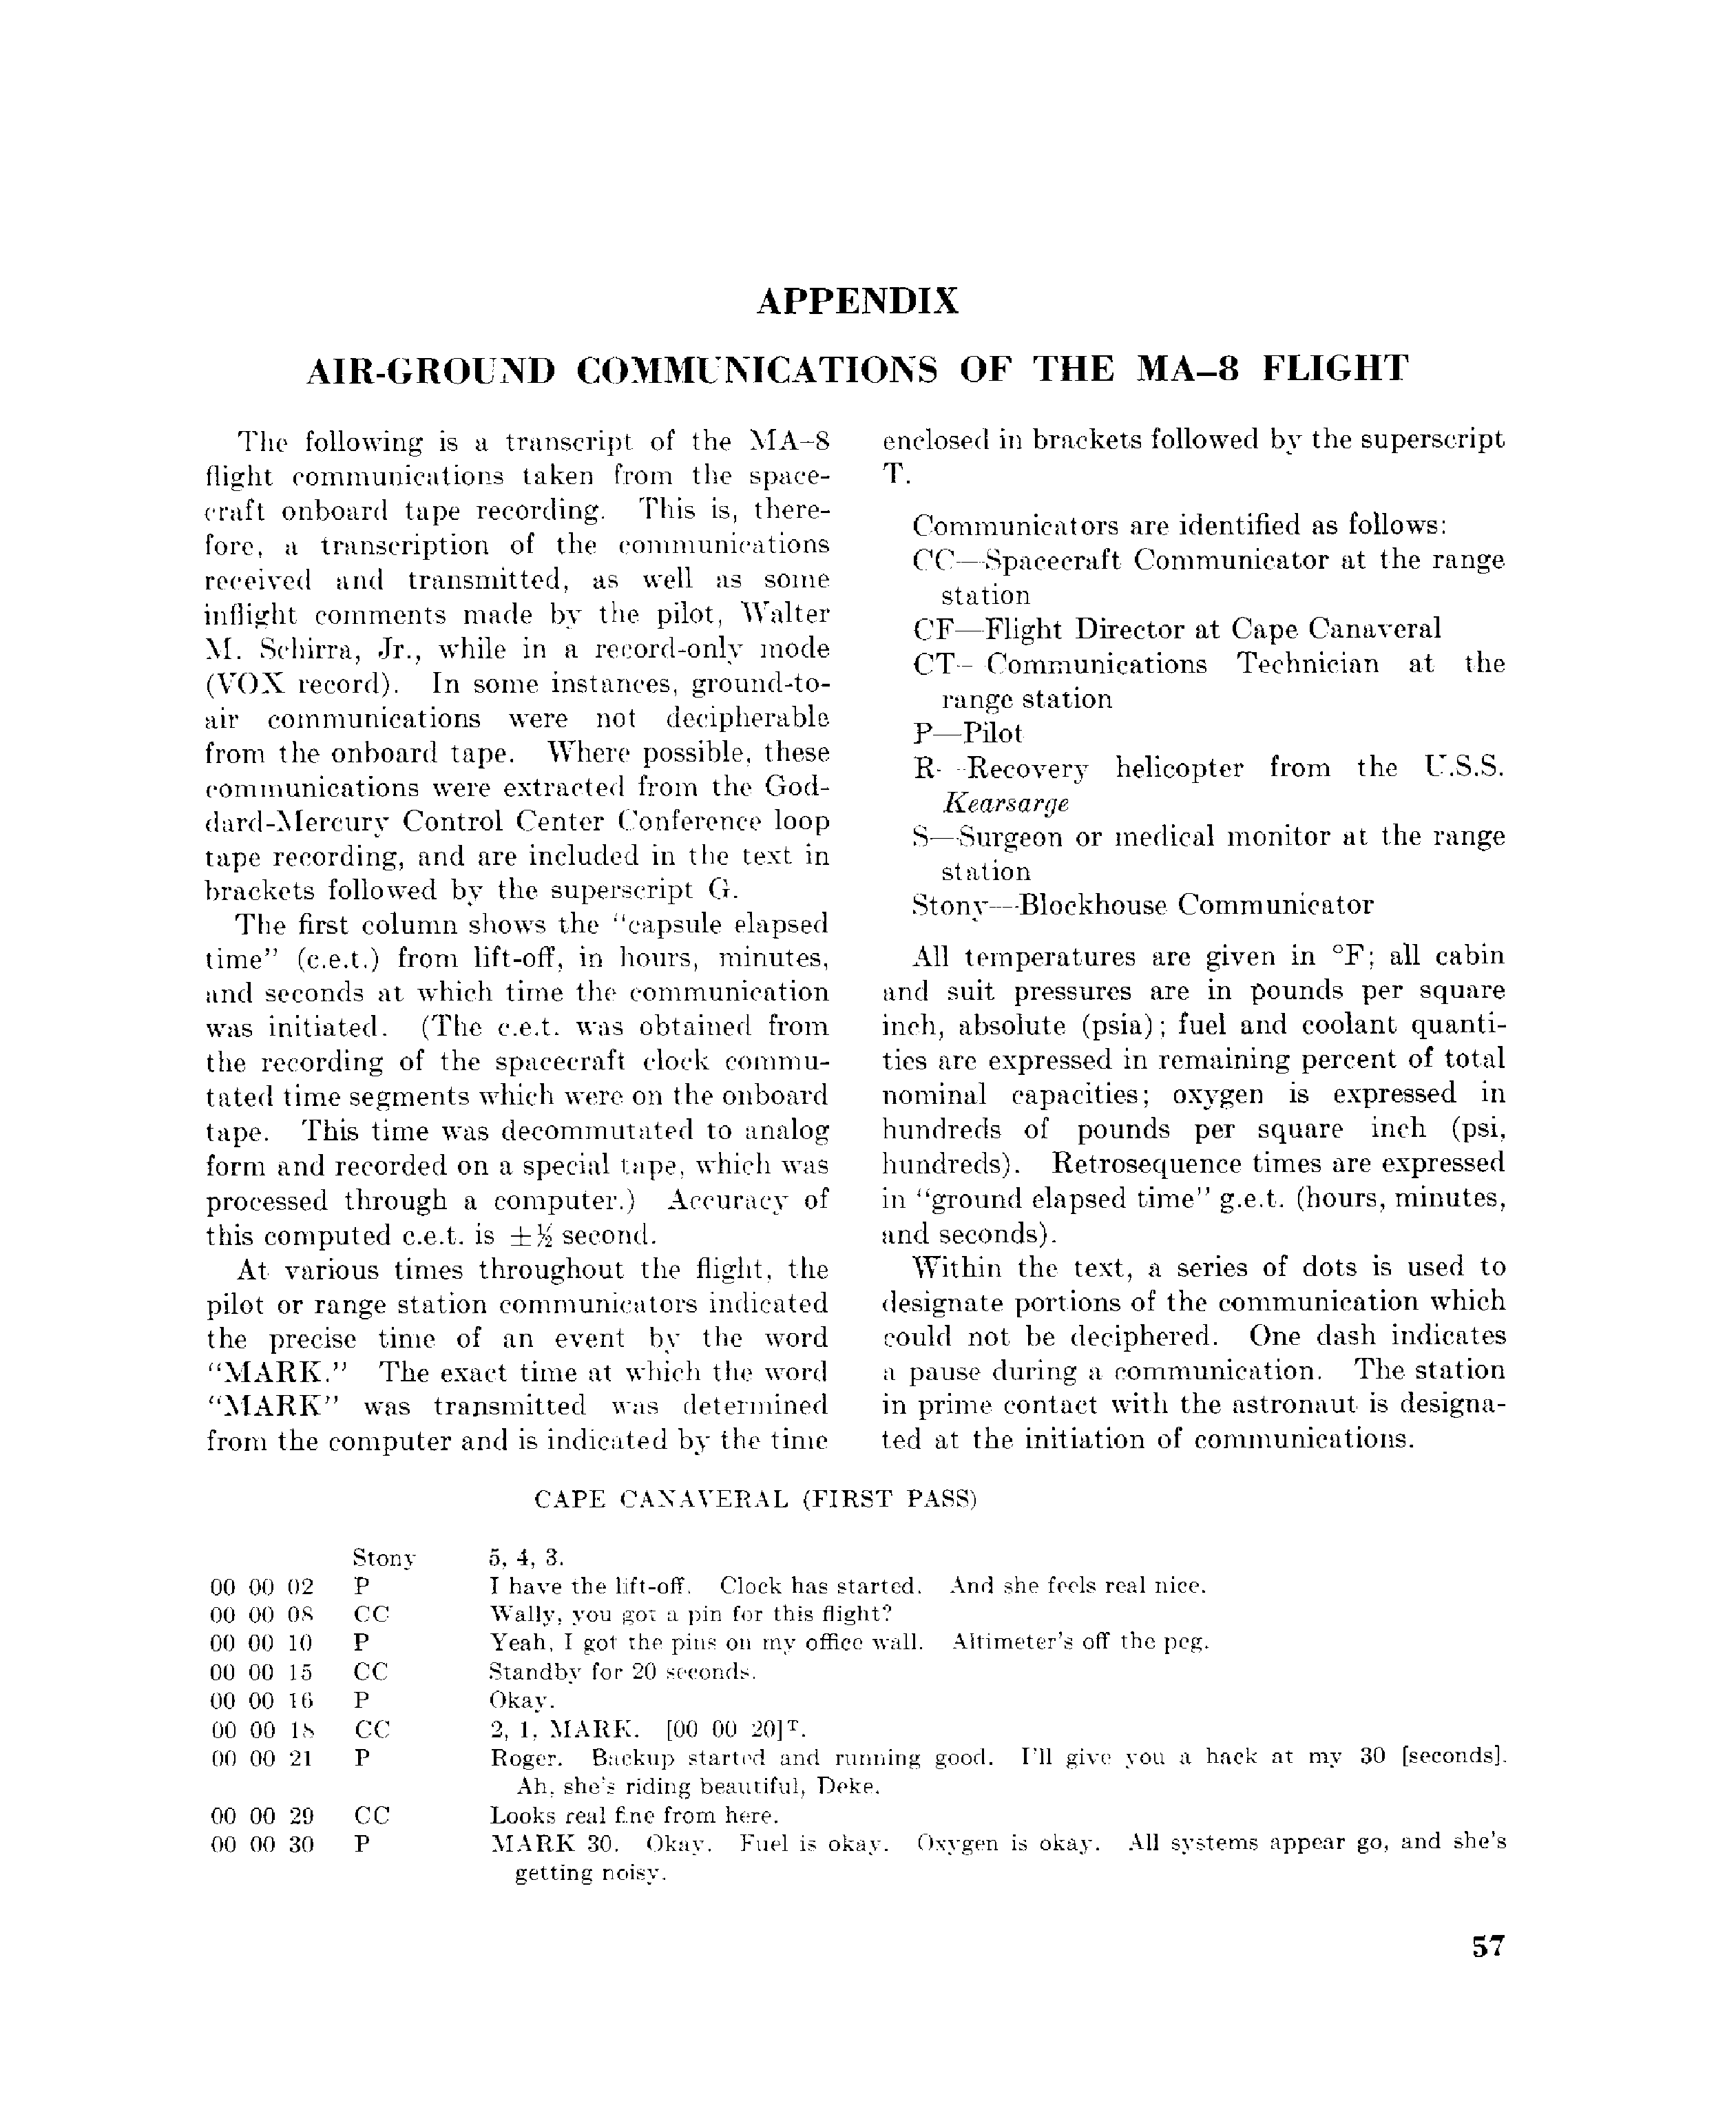 APPENDIX
AIR-GROUND COMMUNICATIONS OF THE MA–8 FLIGHT
The following is a transcript of the MA–8
flight communications taken from the space-
craft onboard tape recording. This is, there-
fore, a transcription of the communications
received and transmitted, as well as some
inflight comments made by the pilot, Walter
M. Schirra, Jr., while in a record-only mode
(VOX record). In some instances, ground-to-
air communications were not decipherable
from the onboard tape. Where possible, these
communications were extracted from the God-
dard-Mercury Control Center Conference loop
tape recording, and are included in the text in
brackets followed by the superscript G.
The first column shows the “capsule elapsed
time” (c.e.t.) from lift-off, in hours, minutes,
and seconds at which time the communication
was initiated. (The c.e.t. was obtained from
the recording of the spacecraft clock commu-
tated time segments which were on the onboard
tape. This time was decommutated to analog
form and recorded on a special tape, which was
processed through a computer.) Accuracy of
this computed c.e.t. is ±½ second.
At various times throughout the flight, the
pilot or range station communicators indicated
the precise time of an event by the word
“MARK.” The exact time at which the word
“MARK” was transmitted was determined
from the computer and is indicated by the time
enclosed in brackets followed by the superscript
T.
Communicators are identified as follows:
CC—Spacecraft Communicator at the range
station
CF—Flight Director at Cape Canaveral
CT—Communications Technician at the
range station
P—Pilot
R—Recovery helicopter from the U.S.S.
Kearsarge
S—Surgeon or medical monitor at the range
station
Stony—Blockhouse Communicator
All temperatures are given in °F; all cabin
and suit pressures are in pounds per square
inch, absolute (psia); fuel and coolant quanti-
ties are expressed in remaining percent of total
nominal capacities; oxygen is expressed in
hundreds of pounds per square inch (psi,
hundreds). Retrosequence times are expressed
in “ground elapsed time” g.e.t. (hours, minutes,
and seconds).
Within the text, a series of dots is used to
designate portions of the communication which
could not be deciphered. One dash indicates
a pause during a communication. The station
in prime contact with the astronaut is designa-
ted at the initiation of communications.
CAPE CANAVERAL (FIRST PASS)
Stony 5, 4, 3.
00 00 02 P I have the lift-off. Clock has started. And she feels real nice.
00 00 08 CC Wally, you got a pin for this flight?
00 00 10 P Yeah, I got the pins on my office wall. Altimeter's off the peg.
00 00 15 CC Standby for 20 seconds.
00 00 16 P Okay.
00 00 18 CC 2, 1, MARK. [00 00 20]ᵀ.
00 00 21 P Roger. Backup started and running good. I'll give you a hack at my 30 [seconds].
Ah, she's riding beautiful, Deke.
00 00 29 CC Looks real fine from here.
00 00 30 P MARK 30. Okay. Fuel is okay. Oxygen is okay. All systems appear go, and she's
getting noisy.
57